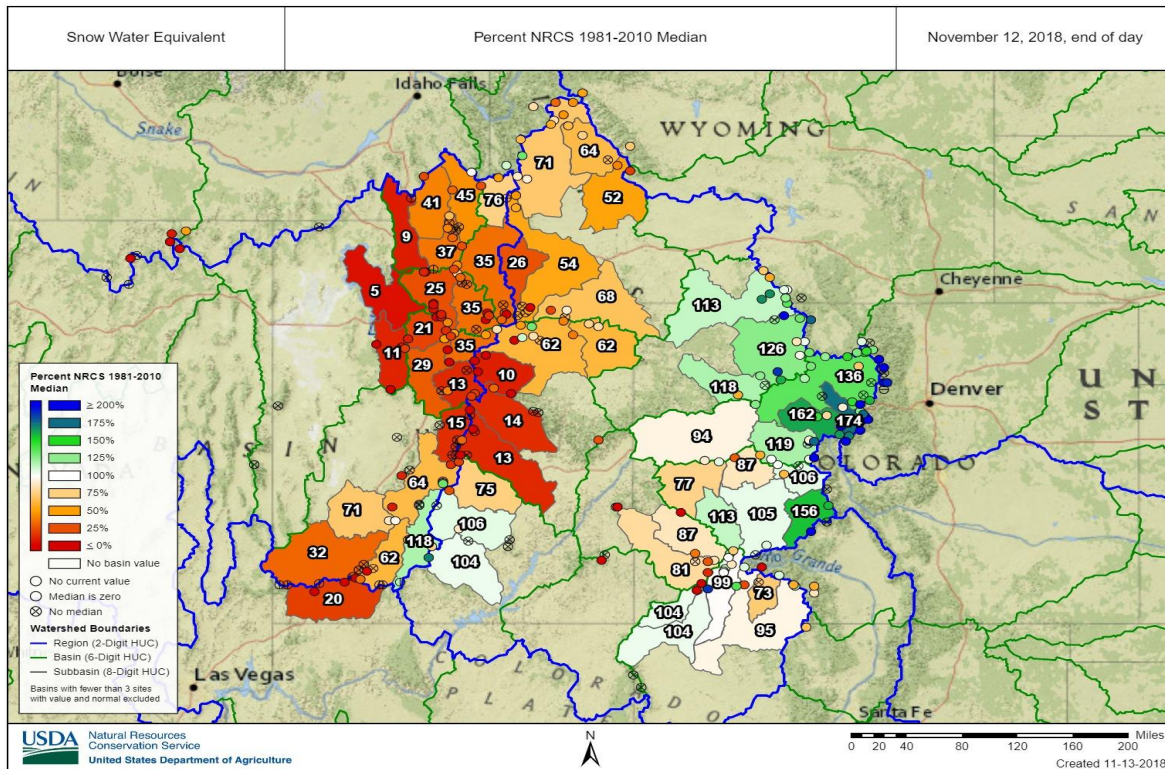 Snow Water Equivalent
Percent NRCS 1981-2010 Median
November 12, 2018, end of day
Boise
Idaho Falls
Snake
WYOMING
71
64
52
45
41
76
9
37
35
26
54
5
25
35
68
113
Cheyenne
21
35
62
62
126
11
29
13
10
118
136
Denver
162
174
15
14
94
119
13
COLORADO
64
75
77
87
106
71
106
113
105
156
118
87
32
62
104
81
99
Rio Grande
20
73
104
104
95
Las Vegas
Santa Fe
BASIN
COLORADO
PLAT
UN
ST
SAN
Percent NRCS 1981-2010
Median
≥ 200%
175%
150%
125%
100%
75%
50%
25%
≤ 0%
No basin value
No current value
Median is zero
No median
Watershed Boundaries
Region (2-Digit HUC)
Basin (6-Digit HUC)
Subbasin (8-Digit HUC)
Basins with fewer than 3 sites
with value and normal excluded
USDA
Natural Resources
Conservation Service
United States Department of Agriculture
N
Miles
0 20 40 80 120 160 200
Created 11-13-2018